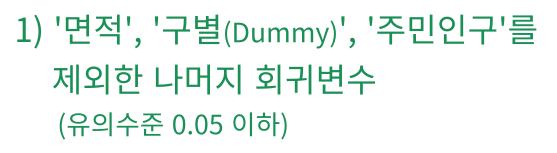 1) '면적', '구별(Dummy)', '주민인구'를
제외한 나머지 회귀변수
(유의수준 0.05 이하)